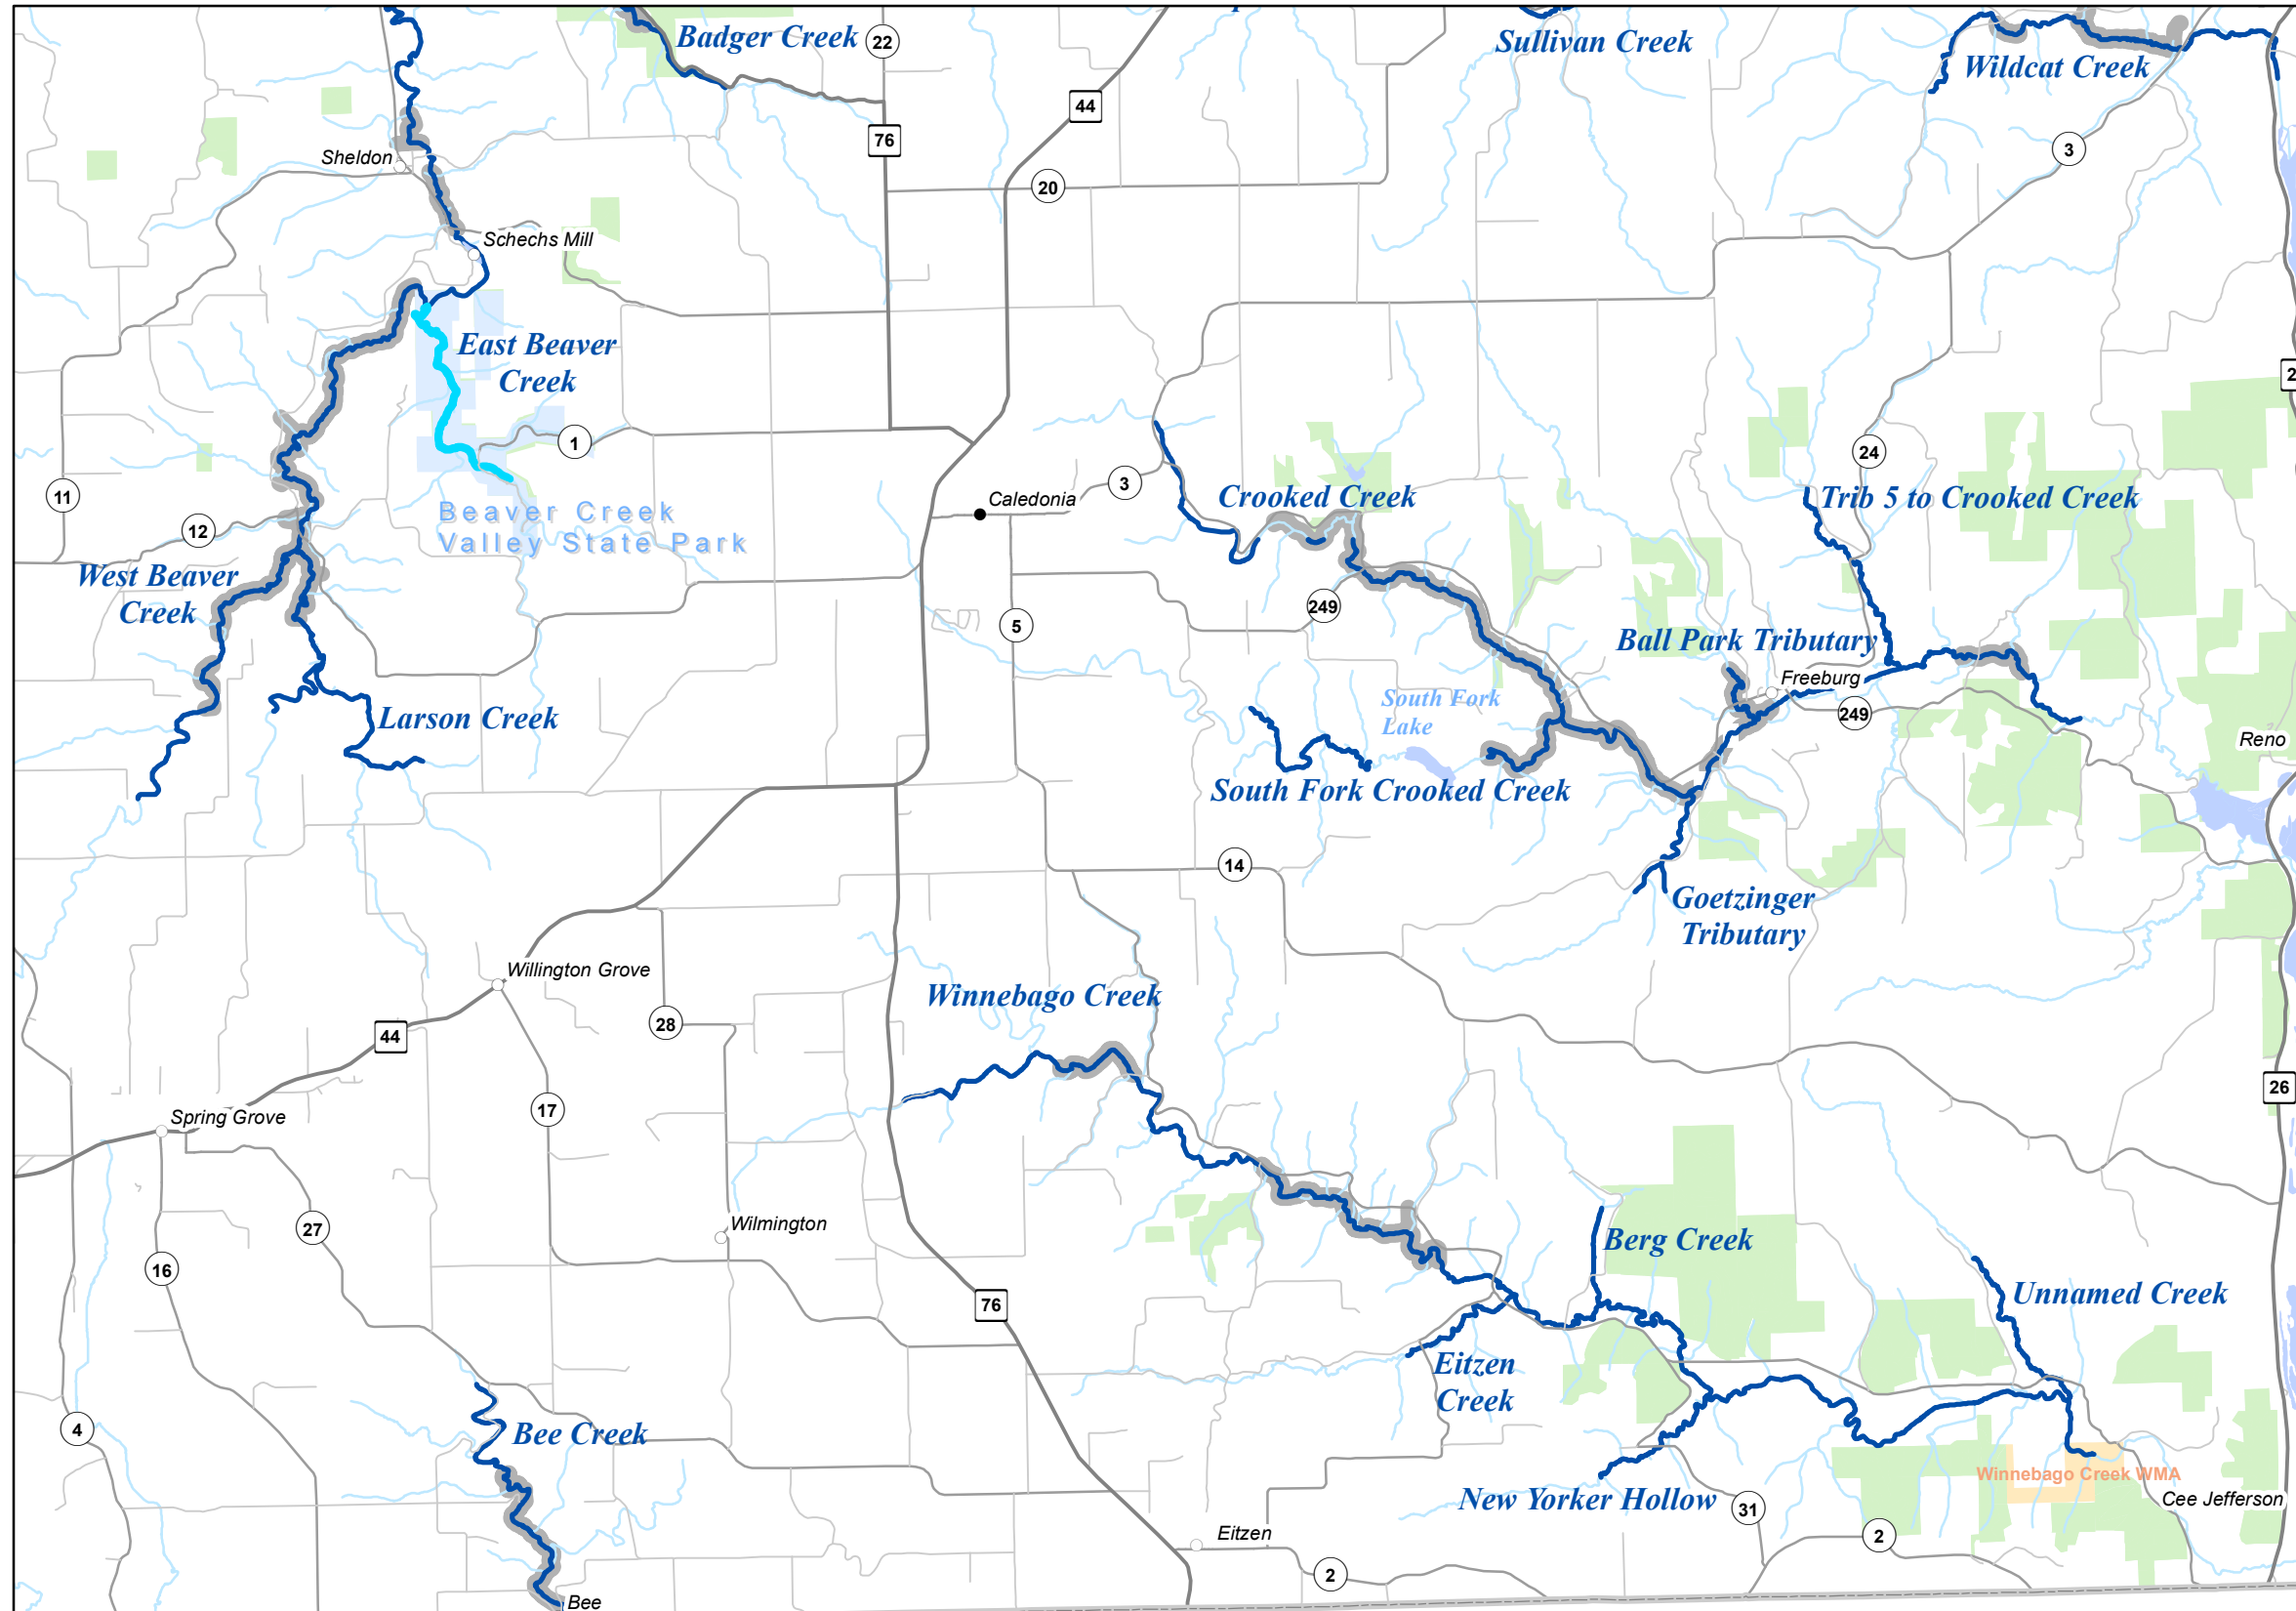 Badger Creek
22
Sullivan Creek
Wildcat Creek
44
76
3
Sheldon
20
Schechs Mill
East Beaver
Creek
2
1
24
11
Caledonia
3
Crooked Creek
Trib 5 to Crooked Creek
Beaver Creek
Valley State Park
12
West Beaver
Creek
249
5
Ball Park Tributary
Freeburg
South Fork
Lake
249
Larson Creek
Reno
South Fork Crooked Creek
14
Goetzinger
Tributary
Willington Grove
Winnebago Creek
28
44
26
17
Spring Grove
27
Wilmington
Berg Creek
16
Unnamed Creek
76
Eitzen
Creek
4
Bee Creek
Winnebago Creek WMA
New Yorker Hollow
31
Cee Jefferson
Eitzen
2
2
Bee